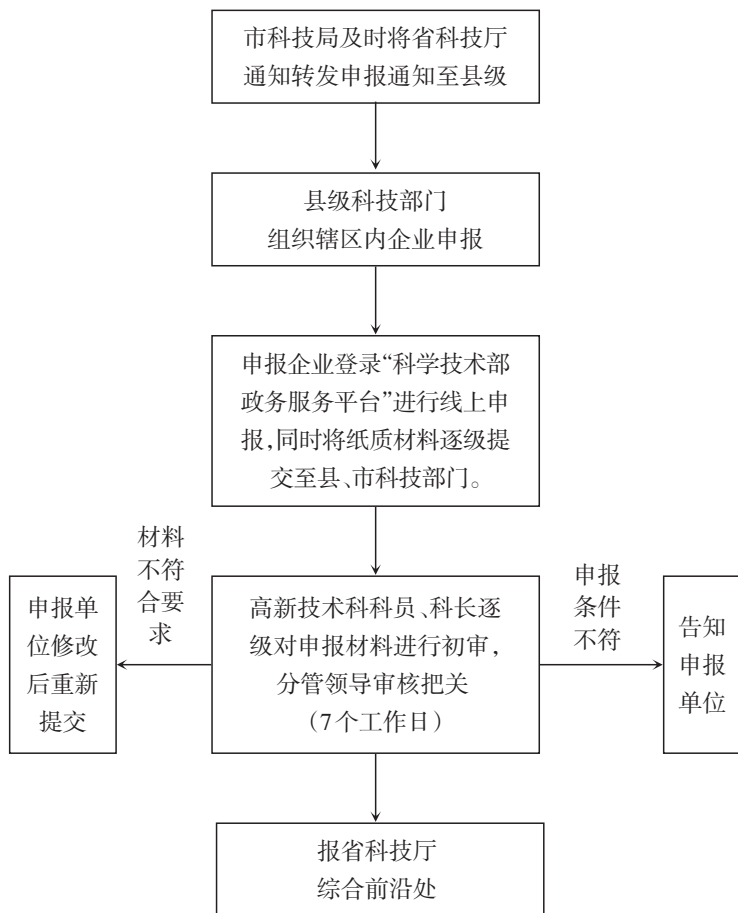 市科技局及时将省科技厅
通知转发申报通知至县级
县级科技部门
组织辖区内企业申报
申报企业登录“科学技术部
政务服务平台”进行线上申
报,同时将纸质材料逐级提
交至县、市科技部门。
材料
不符
合要
求
申报
条件
不符
申报单
位修改
后重新
提交
高新技术科科员、科长逐
级对申报材料进行初审,
分管领导审核把关
(7个工作日)
告知
申报
单位
报省科技厅
综合前沿处